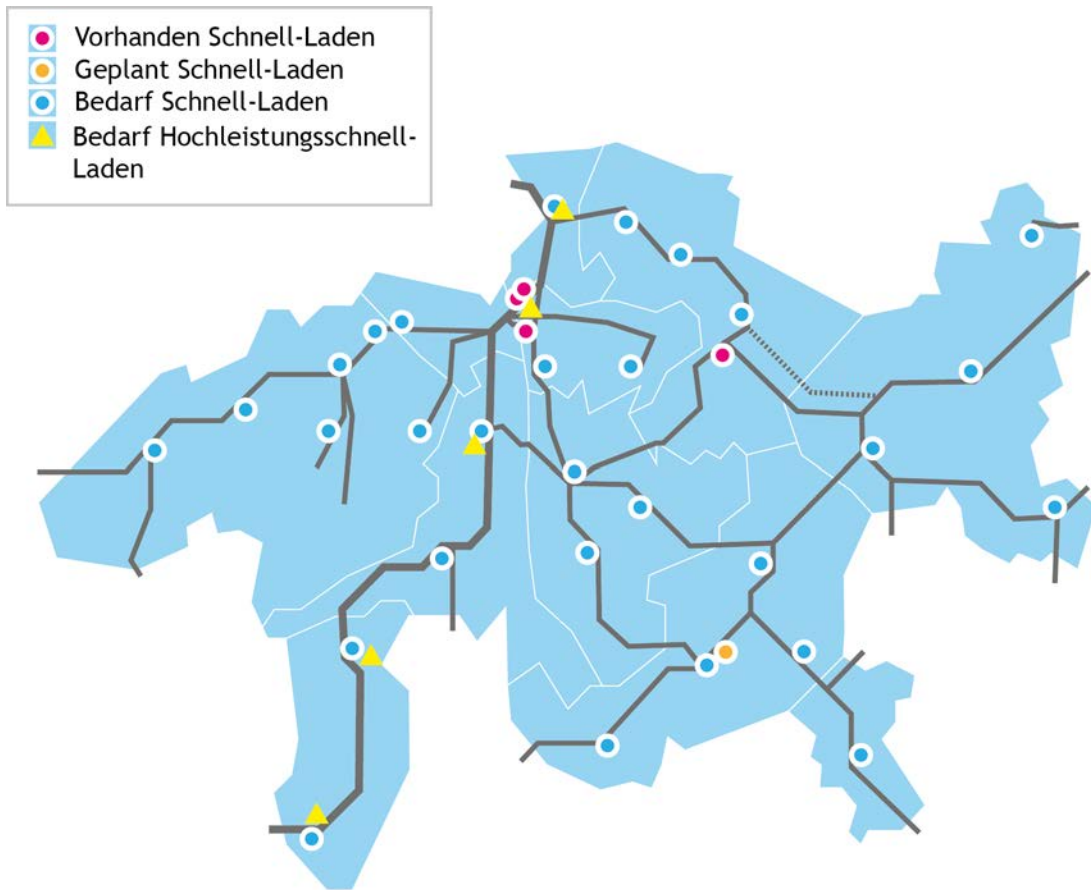 Vorhanden Schnell-Laden
Geplant Schnell-Laden
Bedarf Schnell-Laden
Bedarf Hochleistungsschnell-
Laden